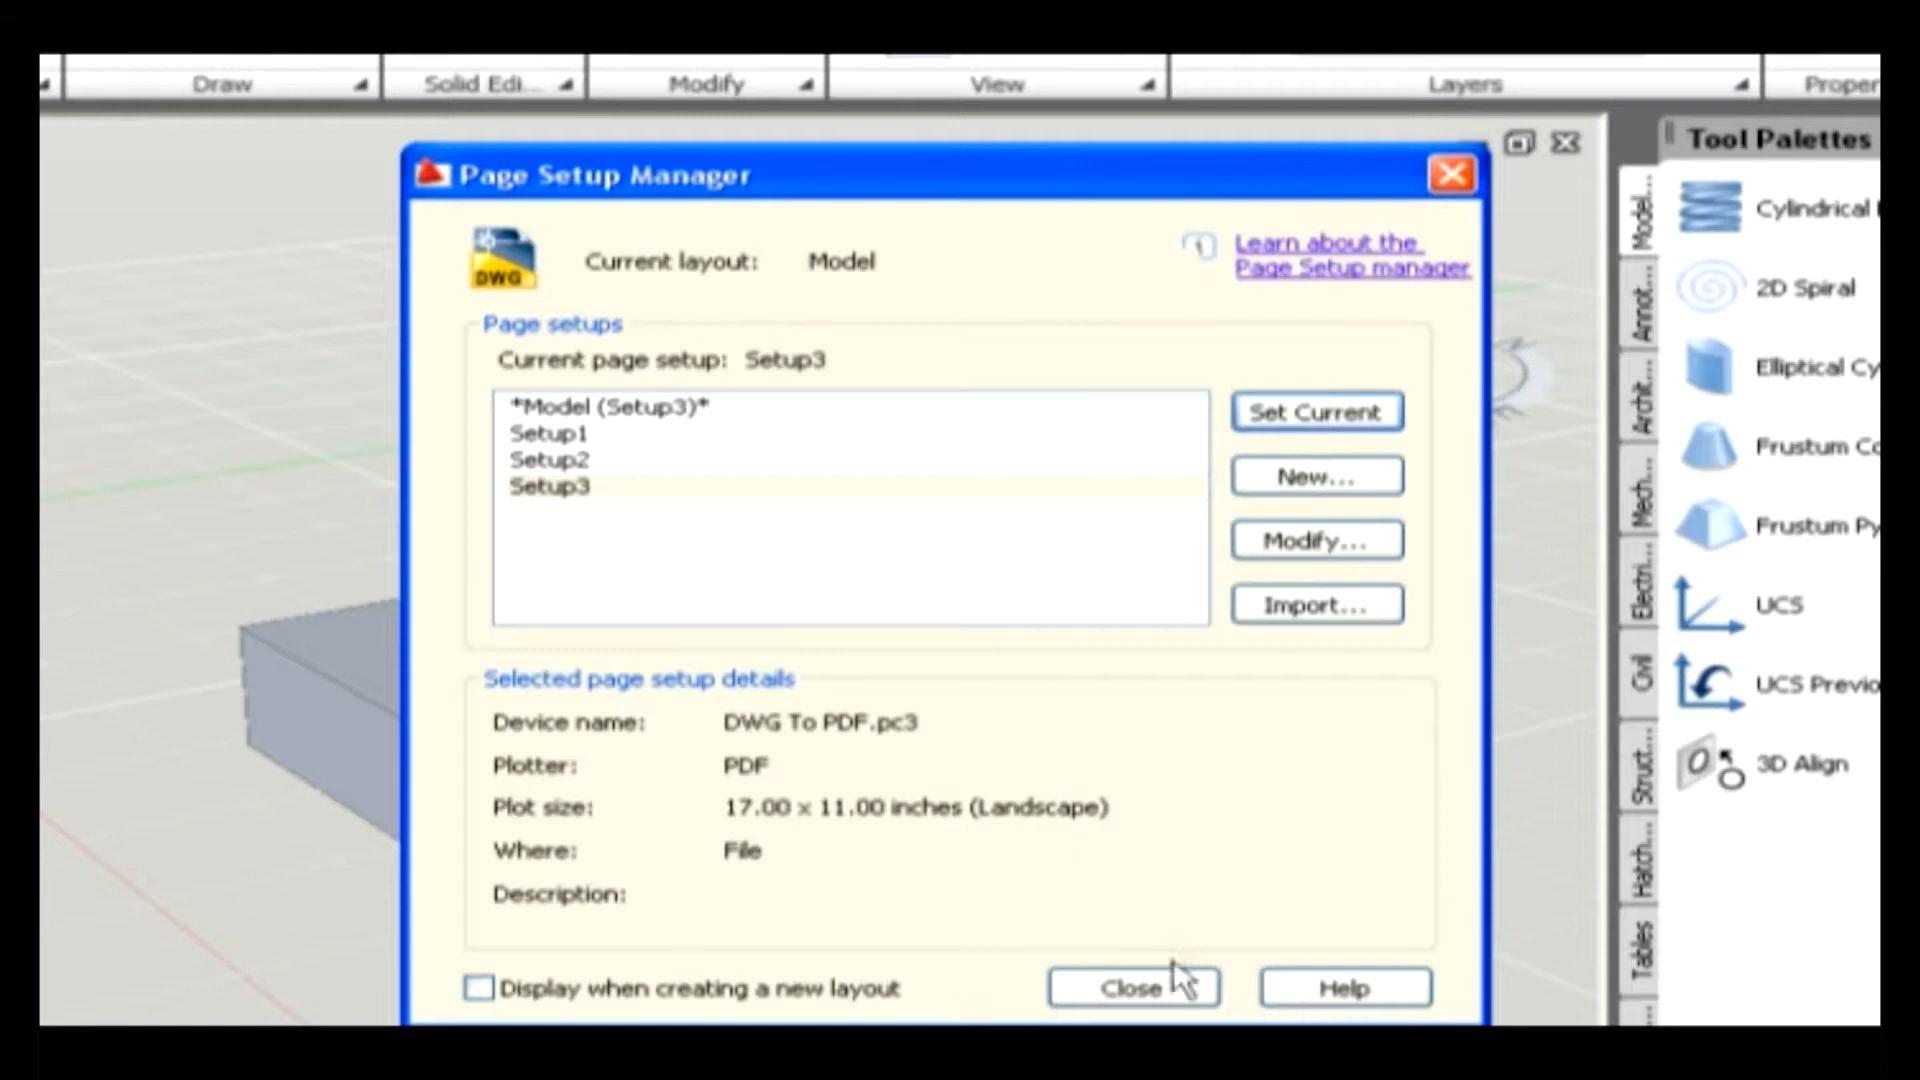 Draw
Solid Edi...
Modify
View
Layers
Page Setup Manager
DWG
Current layout: Model
Learn about the
Page Setup manager
Page setups
Current page setup: Setup3
*Model (Setup3)*
Setup1
Setup2
Setup3
Set Current
New...
Modify...
Import...
Selected page setup details
Device name: DWG To PDF.pc3
Plotter: PDF
Plot size: 17.00 x 11.00 inches (Landscape)
Where: File
Description:
Display when creating a new layout
Close
Help
Tool Palettes
Model...
Annot...
Archit...
Mech...
Electri...
Civil
Struct...
Hatch...
Tables
...
Cylindrical
2D Spiral
Elliptical Cy
Frustum Co
Frustum Py
UCS
UCS Previo
3D Align